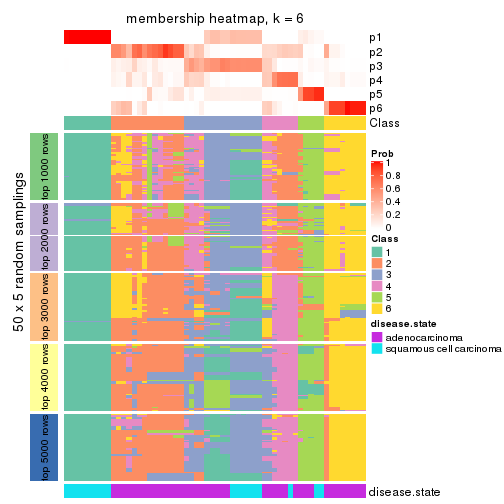 membership heatmap, k = 6
p1
p2
p3
p4
p5
p6
Class
50 x 5 random samplings
top 1000 rows
top 2000 rows
top 3000 rows
top 4000 rows
top 5000 rows
Prob
1
0.8
0.6
0.4
0.2
0
Class
1
2
3
4
5
6
disease.state
adenocarcinoma
squamous cell carcinoma
disease.state